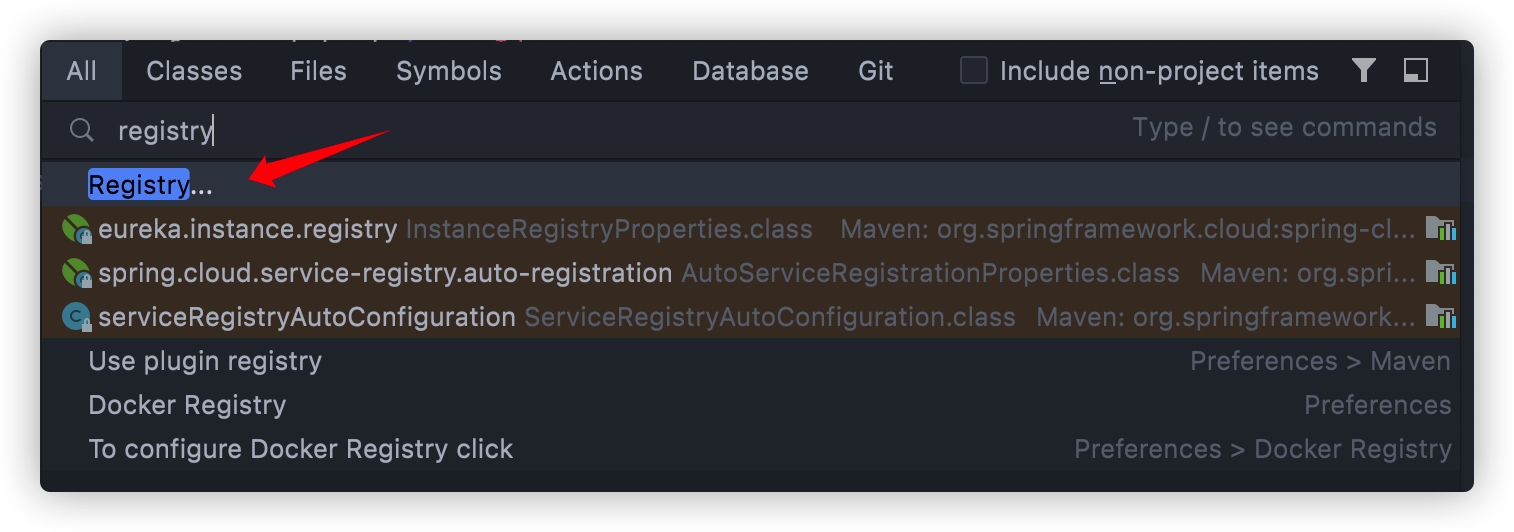 All Classes Files Symbols Actions Database Git Include non-project items
registry Type / to see commands
Registry...
eureka.instance.registry InstanceRegistryProperties.class Maven: org.springframework.cloud:spring-cl...
spring.cloud.service-registry.auto-registration AutoServiceRegistrationProperties.class Maven: org.spri...
serviceRegistryAutoConfiguration ServiceRegistryAutoConfiguration.class Maven: org.springframework...
Use plugin registry Preferences > Maven
Docker Registry Preferences
To configure Docker Registry click Preferences > Docker Registry